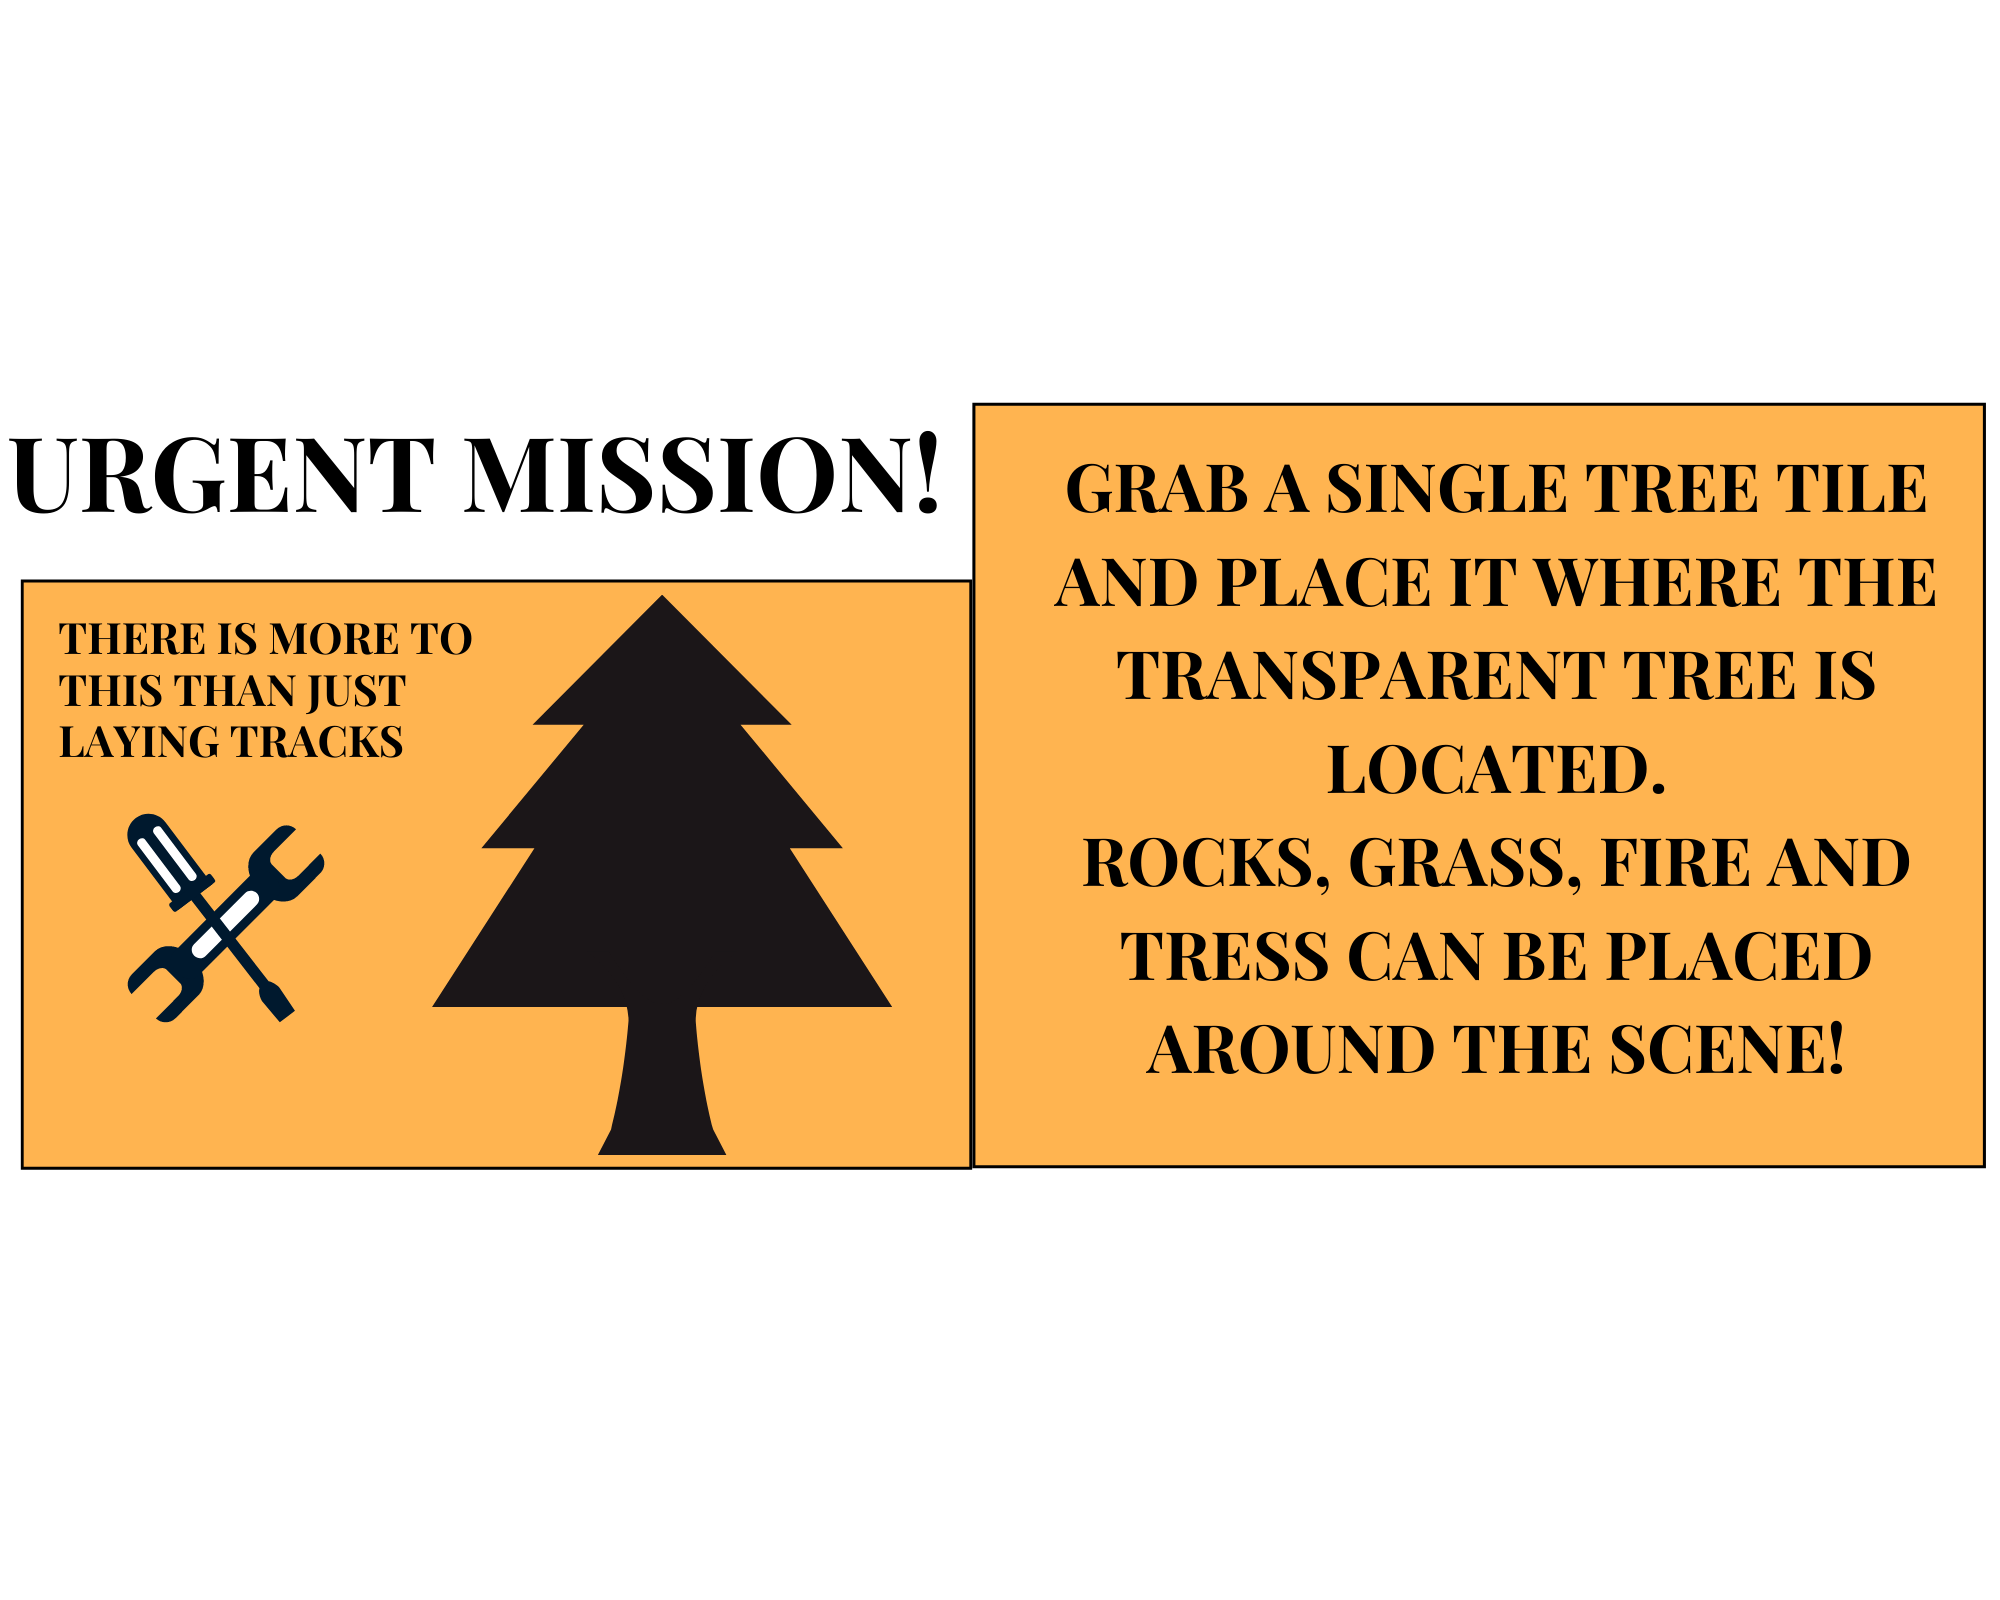 URGENT MISSION!
THERE IS MORE TO
THIS THAN JUST
LAYING TRACKS
GRAB A SINGLE TREE TILE
AND PLACE IT WHERE THE
TRANSPARENT TREE IS
LOCATED.
ROCKS, GRASS, FIRE AND
TRESS CAN BE PLACED
AROUND THE SCENE!